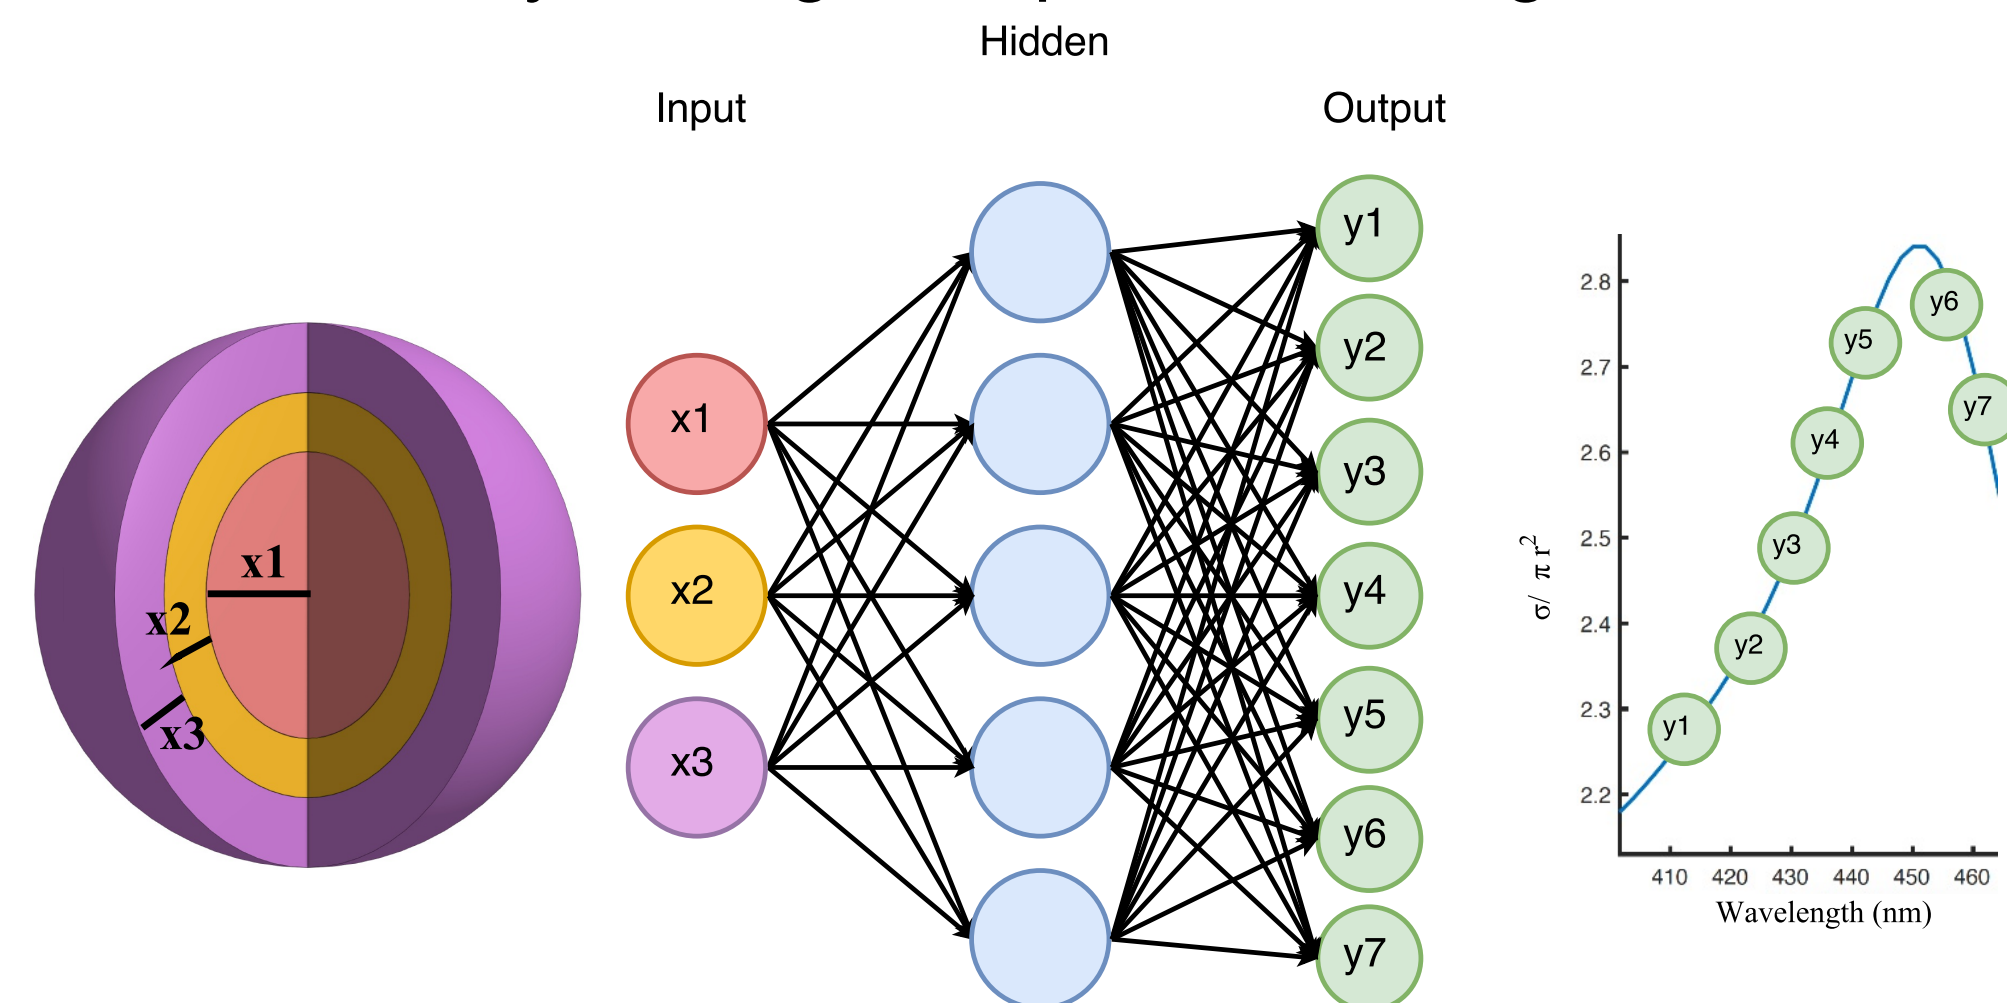 Hidden
Input
Output
x1
x2
x3
x1
x2
x3
y1
y2
y3
y4
y5
y6
y7
2.8
2.7
2.6
2.5
2.4
2.3
2.2
σ/ π r²
y1
y2
y3
y4
y5
y6
y7
410 420 430 440 450 460
Wavelength (nm)